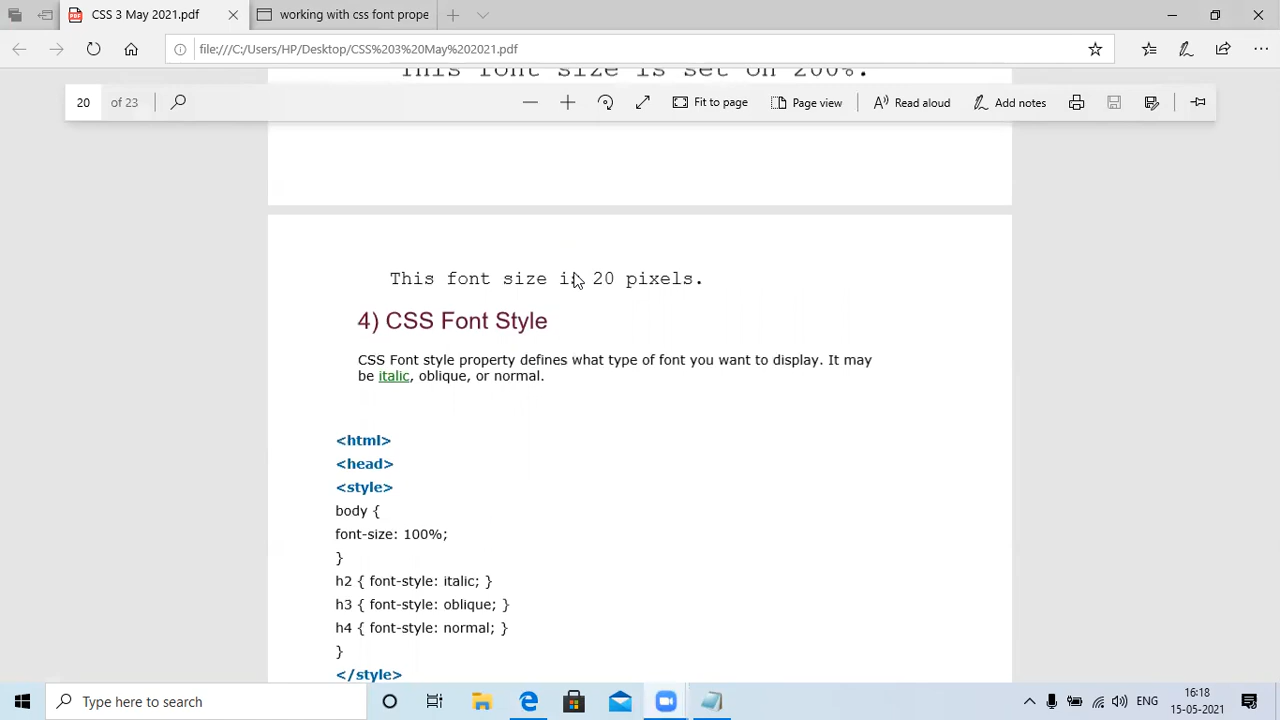 CSS 3 May 2021.pdf
working with css font prope
file:///C:/Users/HP/Desktop/CSS%203%20May%202021.pdf
This font size is set on 200%.
20 of 23
Fit to page
Page view
Read aloud
Add notes
This font size is 20 pixels.
4) CSS Font Style
CSS Font style property defines what type of font you want to display. It may
be italic, oblique, or normal.
<html>
<head>
<style>
body {
font-size: 100%;
}
h2 { font-style: italic; }
h3 { font-style: oblique; }
h4 { font-style: normal; }
}
</style>
Type here to search
ENG
16:18
15-05-2021